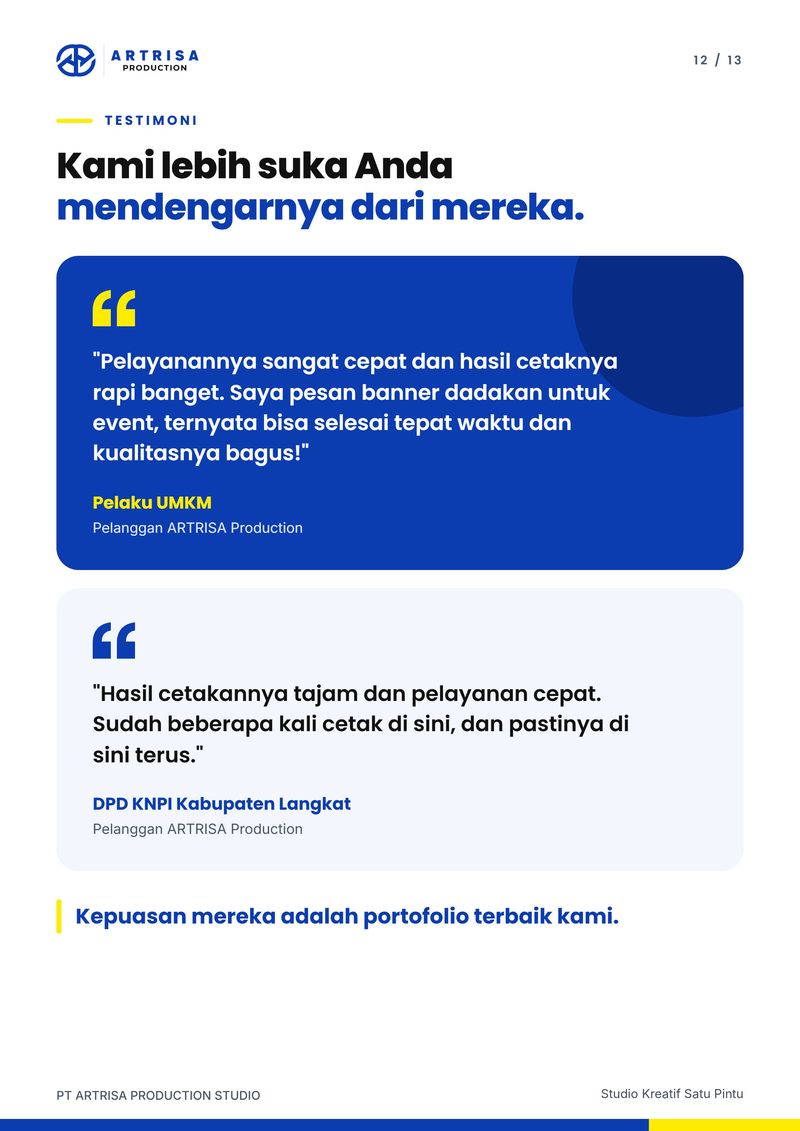 ARTRISA
PRODUCTION
12 / 13
TESTIMONI
Kami lebih suka Anda
mendengarnya dari mereka.
"Pelayanannya sangat cepat dan hasil cetaknya
rapi banget. Saya pesan banner dadakan untuk
event, ternyata bisa selesai tepat waktu dan
kualitasnya bagus!"
Pelaku UMKM
Pelanggan ARTRISA Production
"Hasil cetakannya tajam dan pelayanan cepat.
Sudah beberapa kali cetak di sini, dan pastinya di
sini terus."
DPD KNPI Kabupaten Langkat
Pelanggan ARTRISA Production
Kepuasan mereka adalah portofolio terbaik kami.
PT ARTRISA PRODUCTION STUDIO
Studio Kreatif Satu Pintu